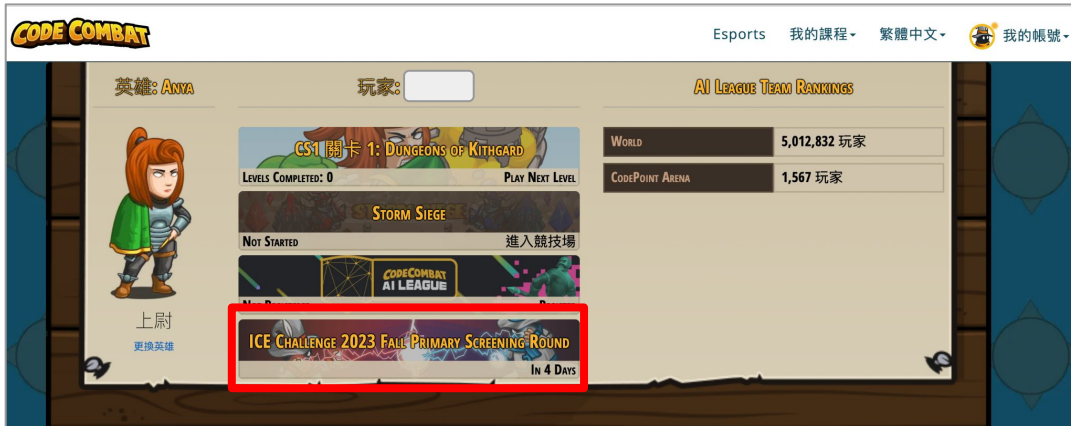 CODE COMBAT
Esports 我的課程 繁體中文 我的帳號
英雄: Anya
玩家:
AI League Team Rankings
CS1 關卡 1: Dungeons of Kithgard
Levels Completed: 0 Play Next Level
Storm Siege
Not Started 進入競技場
CODECOMBAT
AI LEAGUE
ICE Challenge 2023 Fall Primary Screening Round
In 4 Days
上尉
更換英雄
World 5,012,832 玩家
CodePoint Arena 1,567 玩家